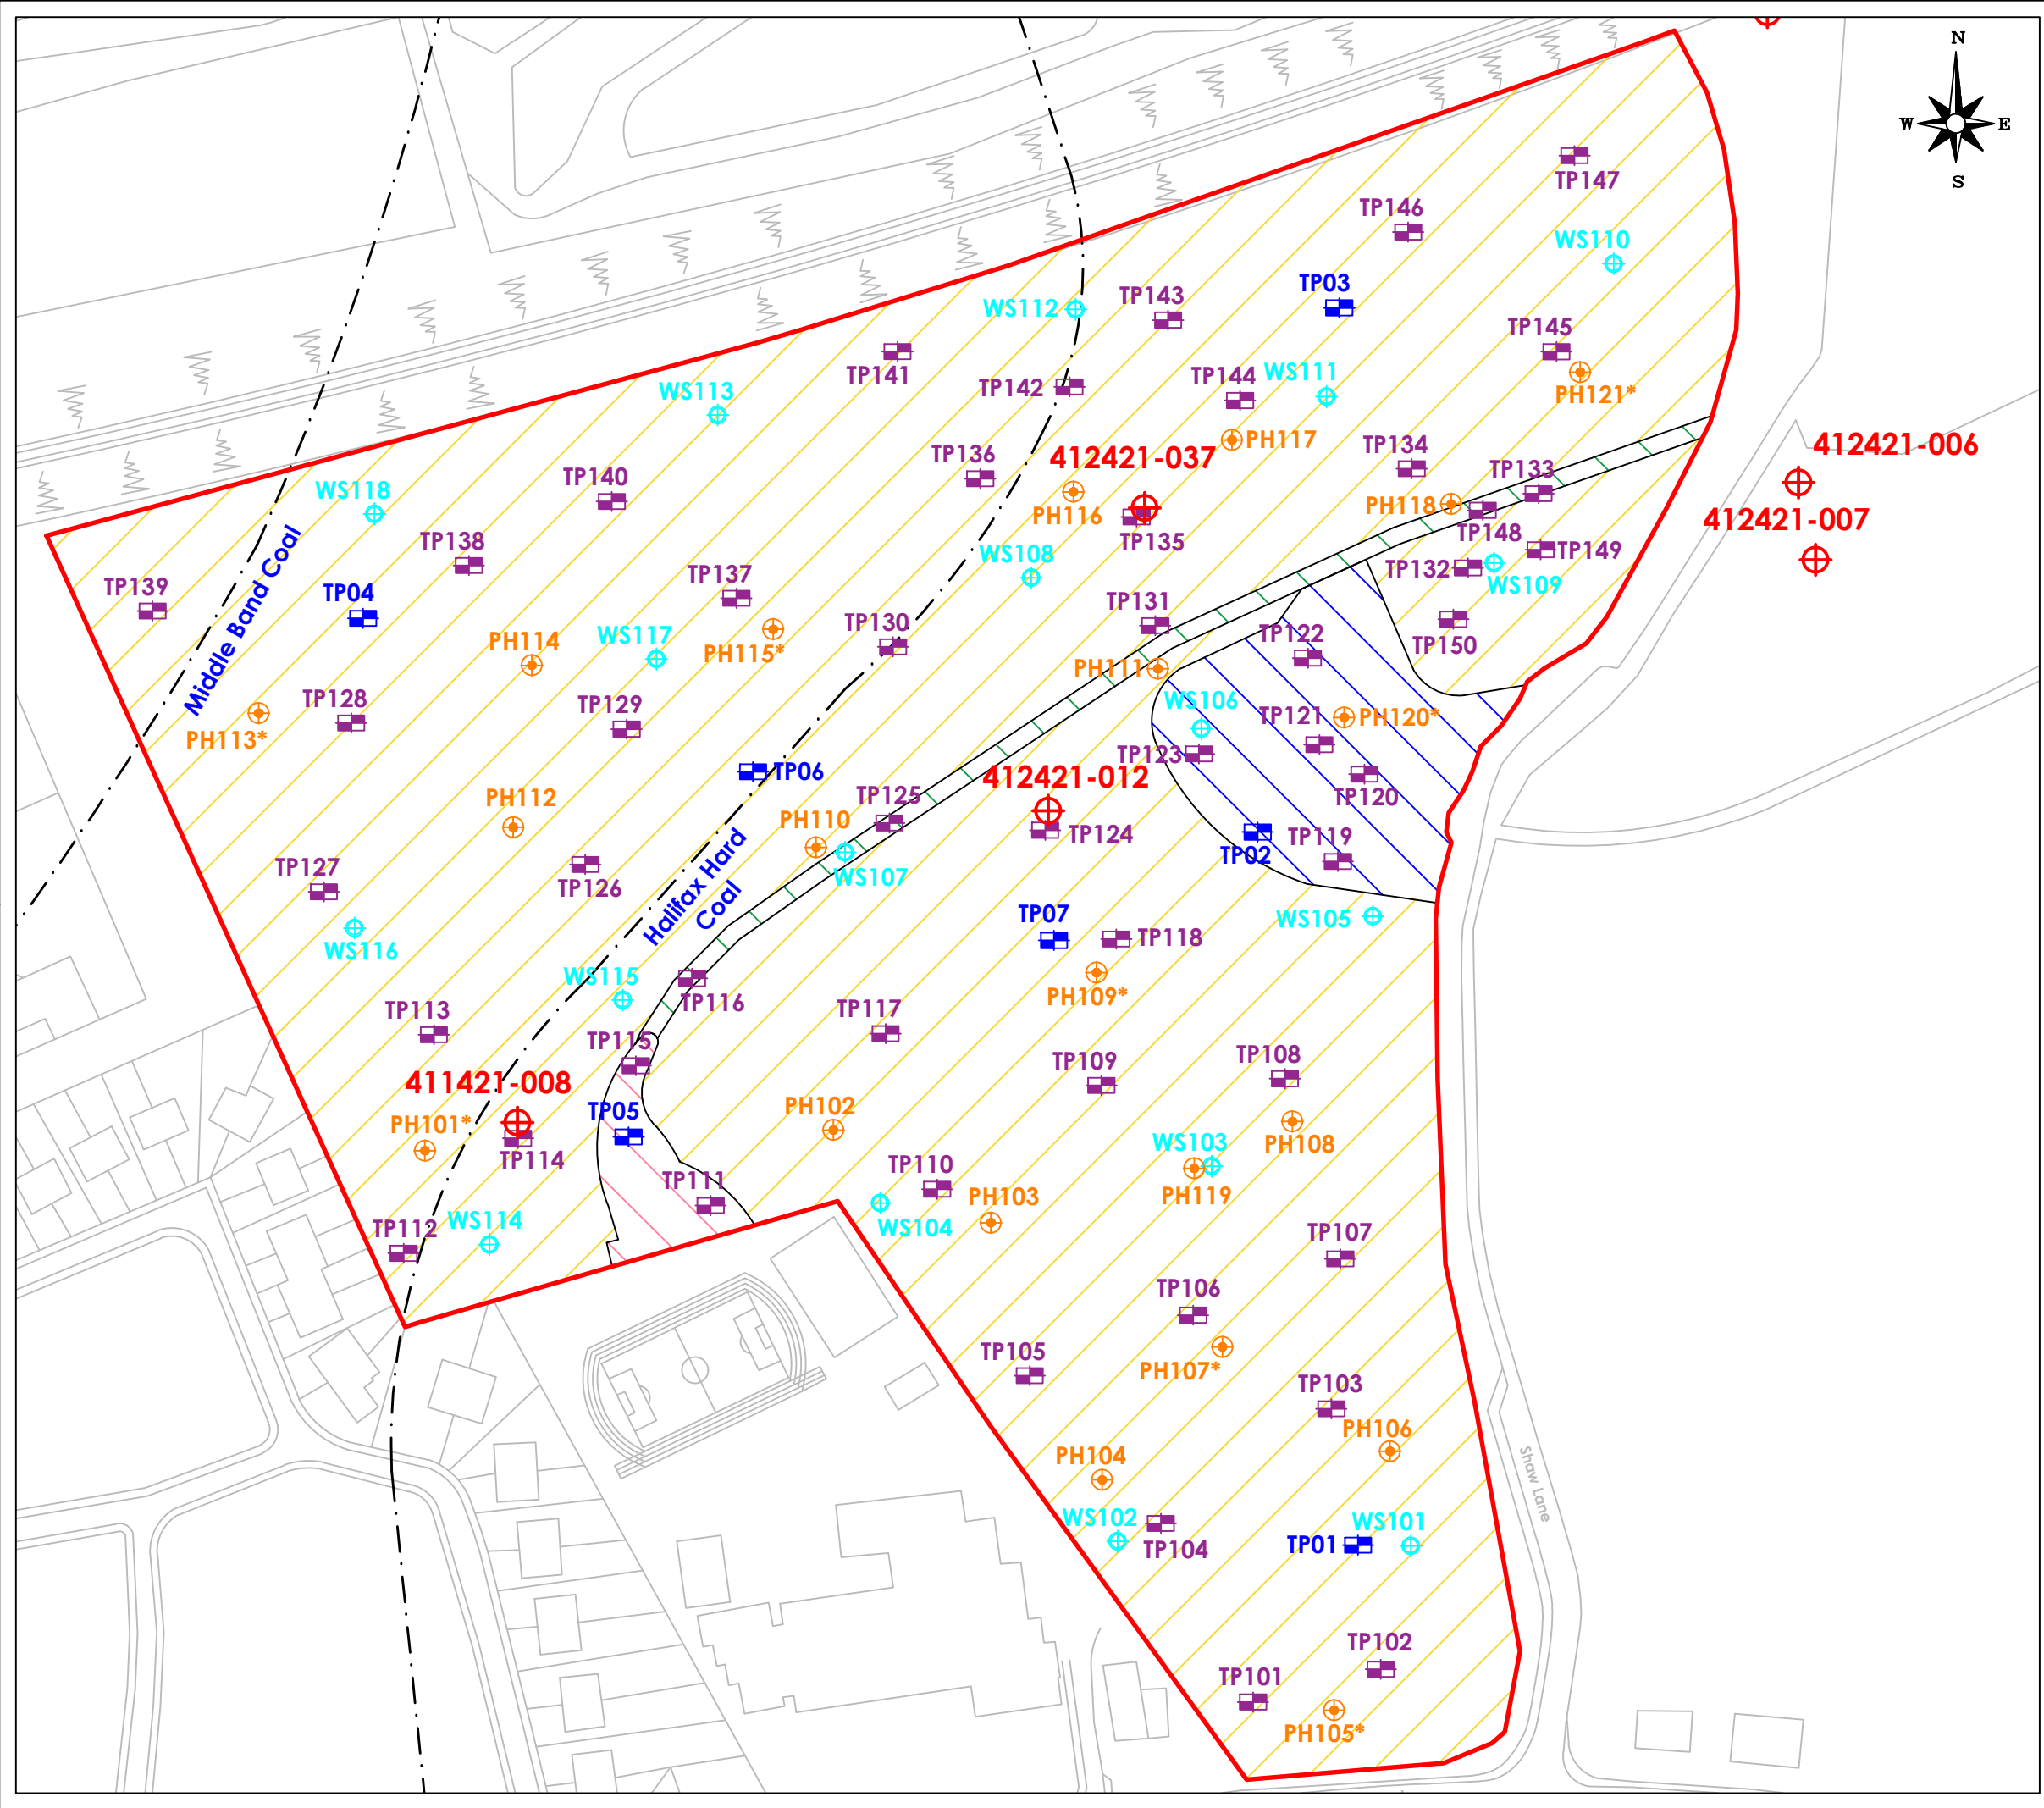 N
W
E
S
TP147
TP146
WS110
TP03
TP143
WS112
TP145
TP141
TP142
TP144
WS111
PH121*
WS113
PH117
412421-006
TP134
TP136
412421-037
TP133
TP140
WS118
PH118
PH116
412421-007
TP148
TP138
TP135
WS108
TP149
TP132
WS109
TP137
TP139
TP04
Middle Band Coal
TP131
TP130
TP122
WS117
PH114
PH115*
TP150
PH111
TP128
TP129
WS106
TP121
PH120*
PH113*
TP123
TP06
412421-012
TP120
PH112
TP125
PH110
TP124
TP119
TP02
TP127
WS107
TP126
Halifax Hard
Coal
TP07
WS105
TP118
WS116
WS115
PH109*
TP116
TP113
TP117
TP115
TP109
TP108
411421-008
PH102
TP05
PH101*
WS103
PH108
TP114
TP110
TP111
PH119
PH103
WS104
WS114
TP112
TP107
TP106
TP105
PH107*
TP103
PH106
PH104
Shaw Lane
WS102
WS101
TP01
TP104
TP102
TP101
PH105*